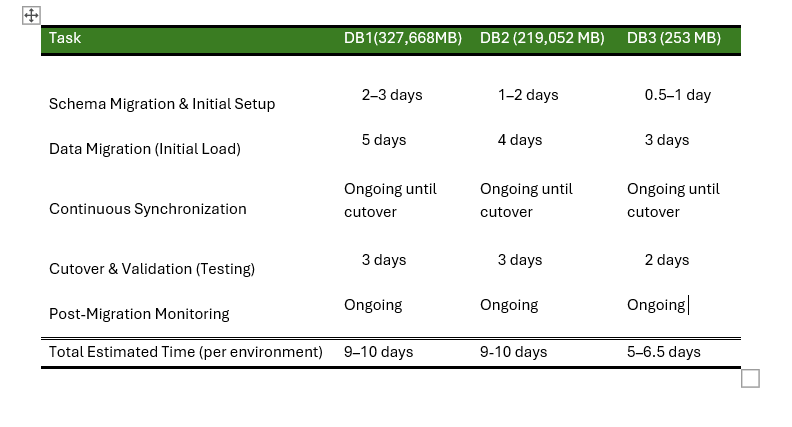 Task DB1(327,668MB) DB2 (219,052 MB) DB3 (253 MB)
Schema Migration & Initial Setup 2–3 days 1–2 days 0.5–1 day
Data Migration (Initial Load) 5 days 4 days 3 days
Continuous Synchronization Ongoing until cutover Ongoing until cutover Ongoing until cutover
Cutover & Validation (Testing) 3 days 3 days 2 days
Post-Migration Monitoring Ongoing Ongoing Ongoing
Total Estimated Time (per environment) 9–10 days 9-10 days 5–6.5 days